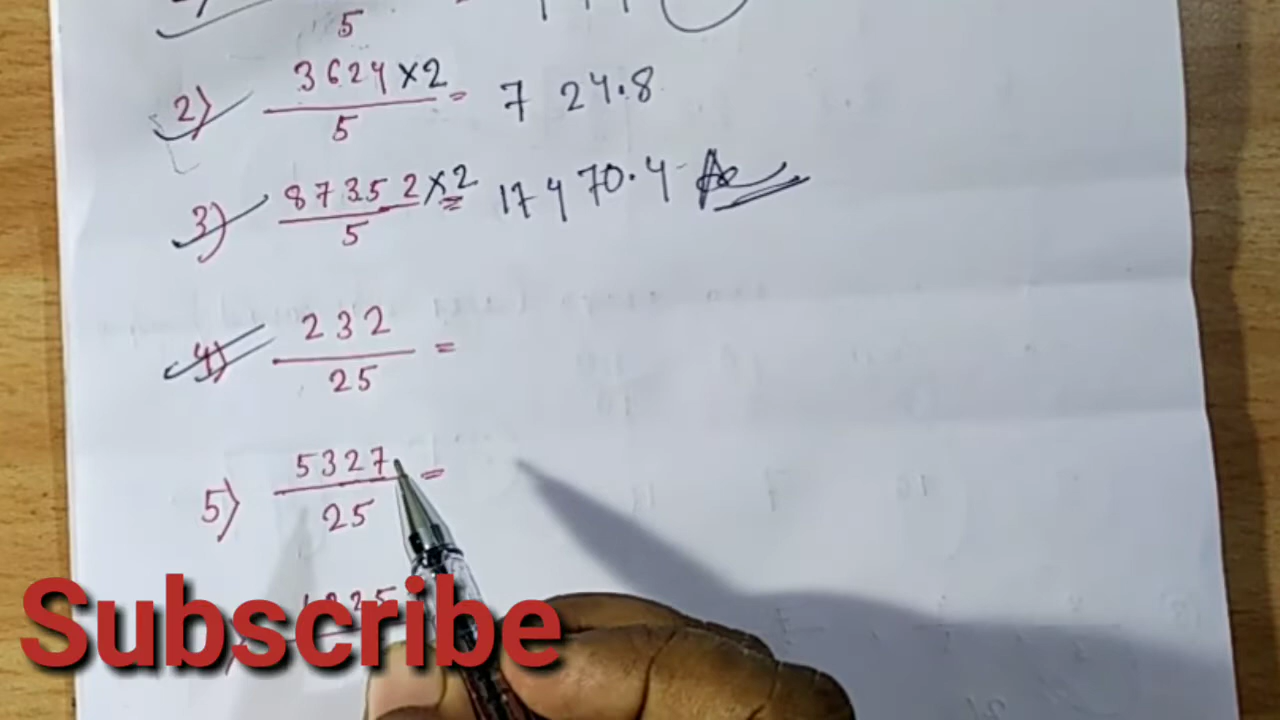 5
2) 3624×2 = 724.8
5
3) 87352×2 = 17470.4
5
4) 232 =
25
5) 5327 =
25
Subscribe